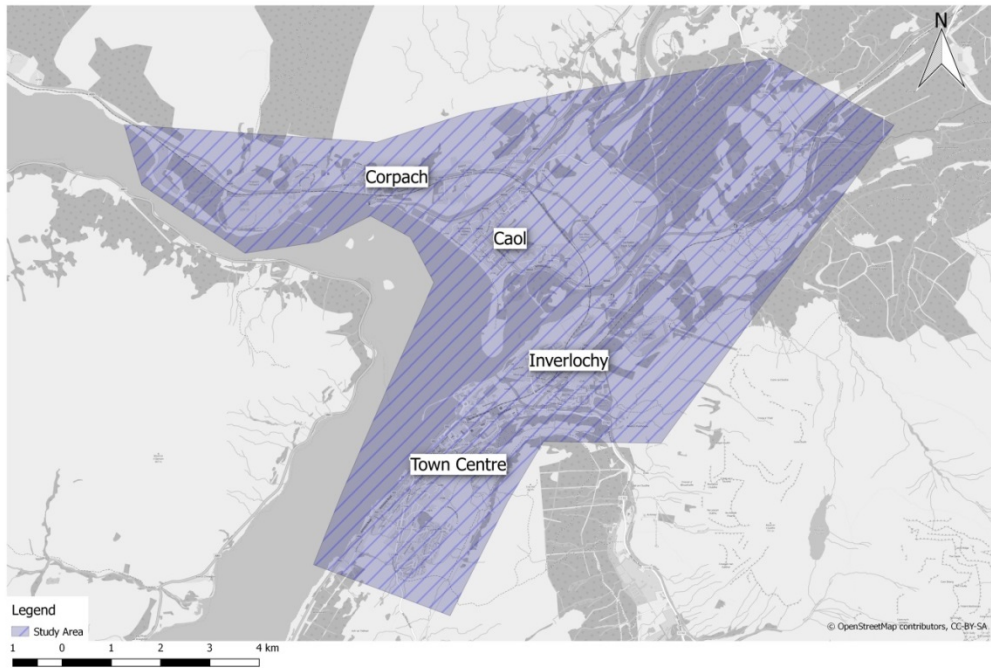 N
Corpach
Caol
Inverlochy
Town Centre
Legend
Study Area
© OpenStreetMap contributors, CC-BY-SA
1 0 1 2 3 4 km